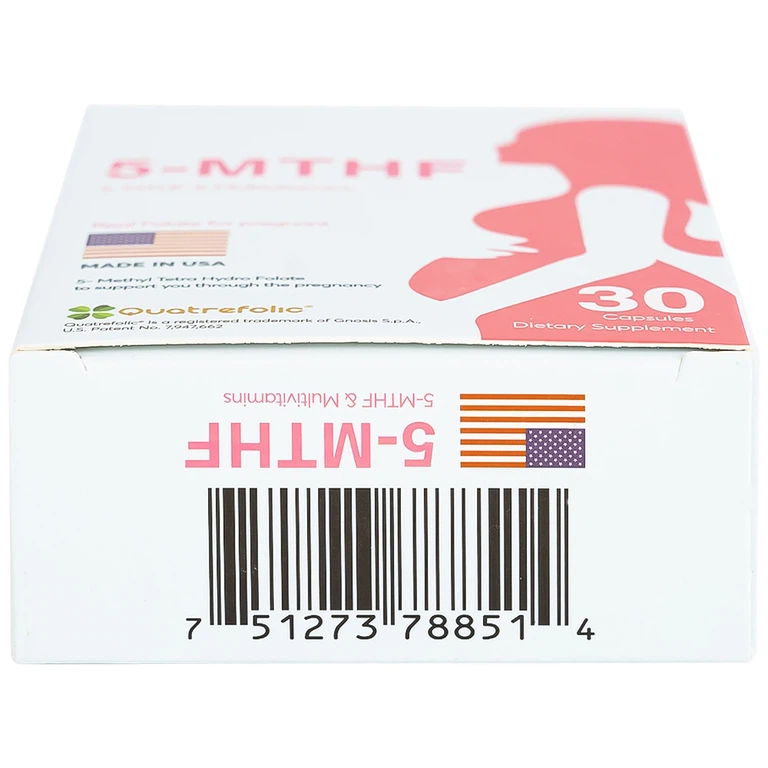 5-MTHF
Real Folate for pregnant
MADE IN USA
5- Methyl Tetra Hydro Folate
to support you through the pregnancy
Quatrefolic™
Quatrefolic® is a registered trademark of Gnosis S.p.A.,
U.S. Patent No. 7,947,662
30
Capsules
Dietary Supplement
5-MTHF
5-MTHF & Multivitamins
7 51273 78851 4